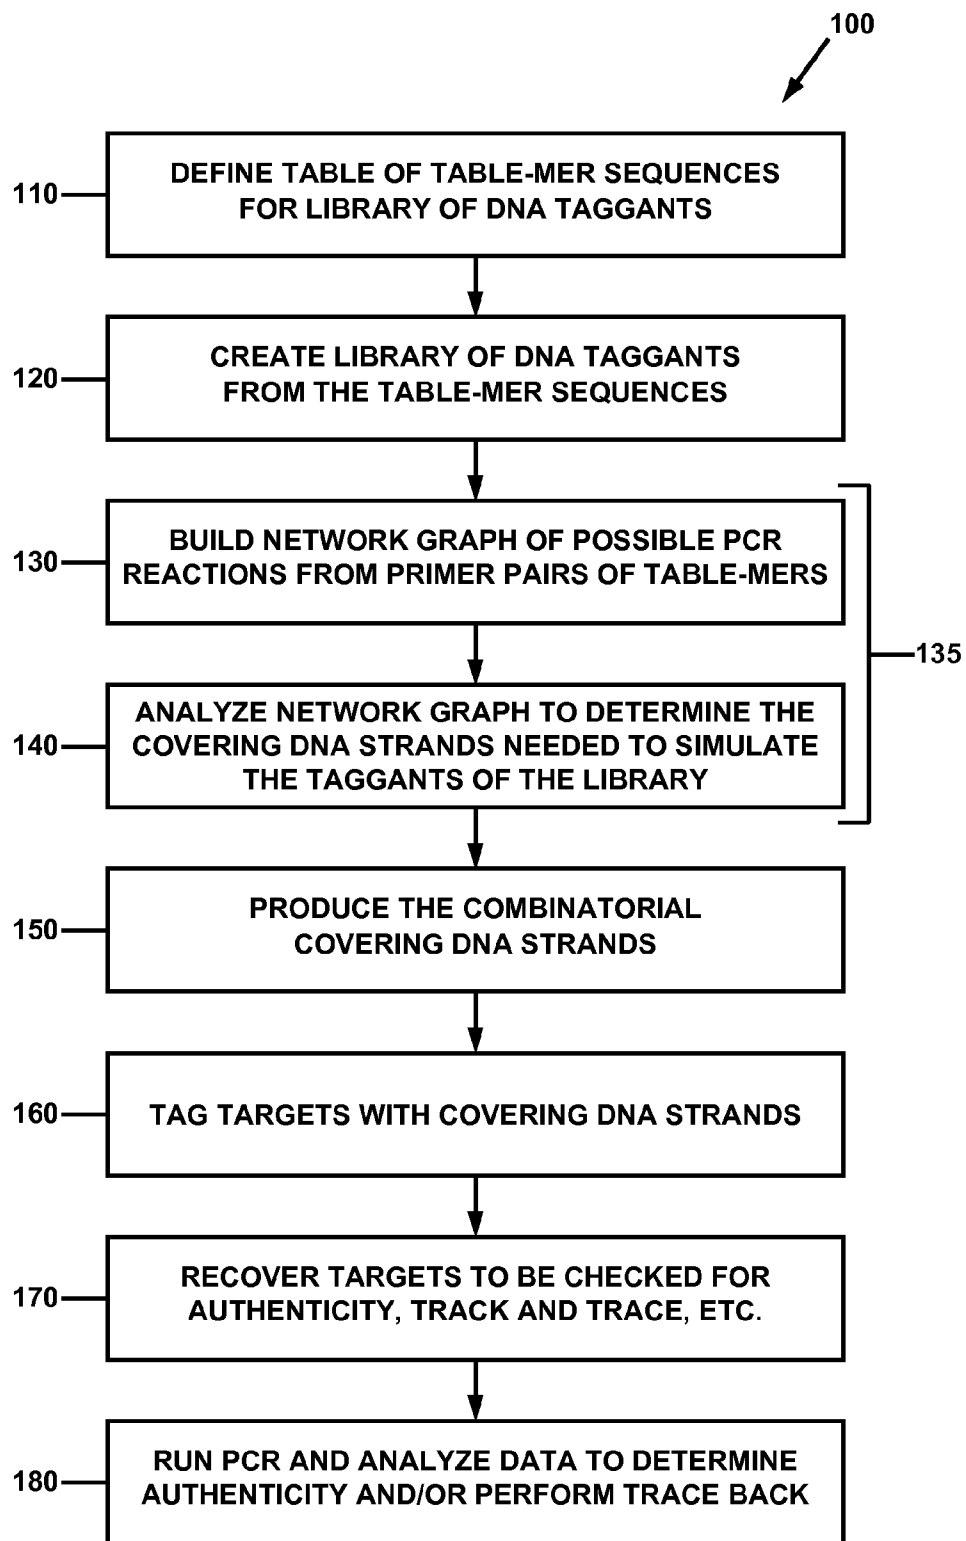 100
110
DEFINE TABLE OF TABLE-MER SEQUENCES
FOR LIBRARY OF DNA TAGGANTS
120
CREATE LIBRARY OF DNA TAGGANTS
FROM THE TABLE-MER SEQUENCES
130
BUILD NETWORK GRAPH OF POSSIBLE PCR
REACTIONS FROM PRIMER PAIRS OF TABLE-MERS
135
140
ANALYZE NETWORK GRAPH TO DETERMINE THE
COVERING DNA STRANDS NEEDED TO SIMULATE
THE TAGGANTS OF THE LIBRARY
150
PRODUCE THE COMBINATORIAL
COVERING DNA STRANDS
160
TAG TARGETS WITH COVERING DNA STRANDS
170
RECOVER TARGETS TO BE CHECKED FOR
AUTHENTICITY, TRACK AND TRACE, ETC.
180
RUN PCR AND ANALYZE DATA TO DETERMINE
AUTHENTICITY AND/OR PERFORM TRACE BACK